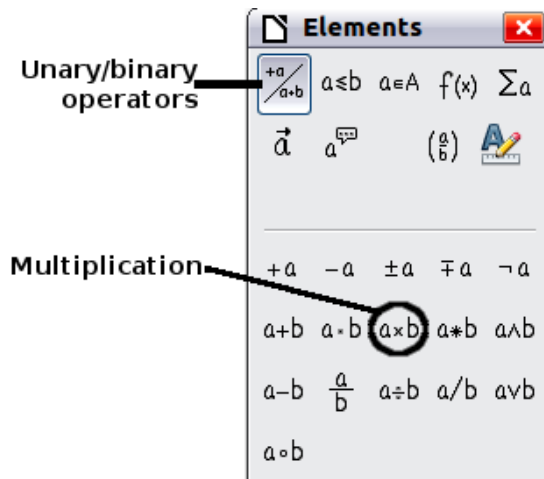 Elements
Unary/binary
operators
+a/a+b a≤b a∈A f(x) Σa
a⃗ a (a b)
Multiplication
+a −a ±a ∓a ¬a
a+b a·b a×b a∗b a∧b
a−b a/b a÷b a/b a∨b
a∘b